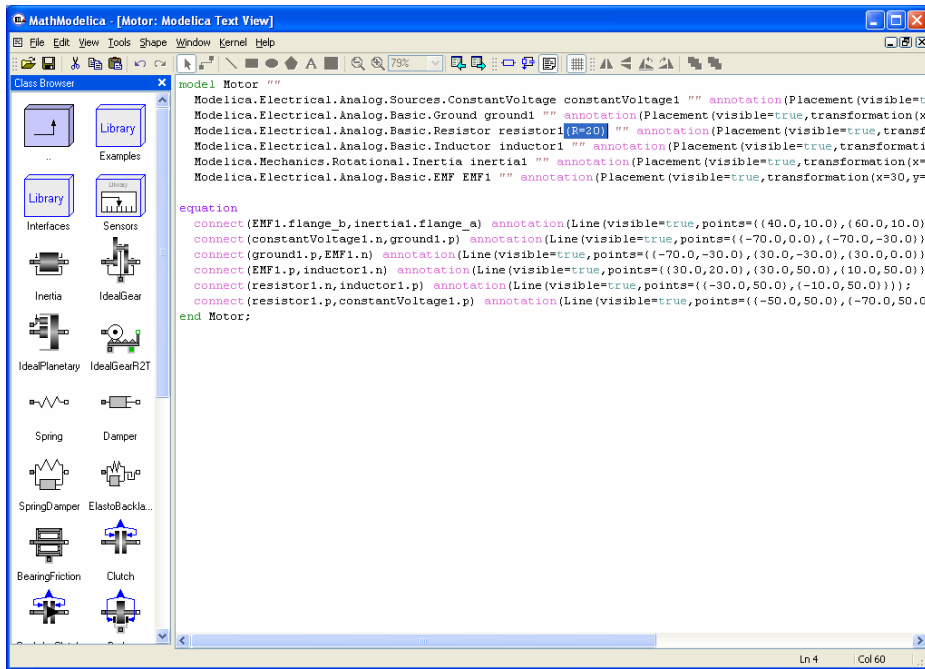 MathModelica - [Motor: Modelica Text View]
File Edit View Tools Shape Window Kernel Help
79%
Class Browser
model Motor ""
Modelica.Electrical.Analog.Sources.ConstantVoltage constantVoltage1 "" annotation(Placement(visible=t
Modelica.Electrical.Analog.Basic.Ground ground1 "" annotation(Placement(visible=true,transformation(x
Modelica.Electrical.Analog.Basic.Resistor resistor1(R=20) "" annotation(Placement(visible=true,transf
Modelica.Electrical.Analog.Basic.Inductor inductor1 "" annotation(Placement(visible=true,transformati
Modelica.Mechanics.Rotational.Inertia inertia1 "" annotation(Placement(visible=true,transformation(x=
Modelica.Electrical.Analog.Basic.EMF EMF1 "" annotation(Placement(visible=true,transformation(x=30,y=
equation
connect(EMF1.flange_b,inertia1.flange_a) annotation(Line(visible=true,points={{40.0,10.0},{60.0,10.0}
connect(constantVoltage1.n,ground1.p) annotation(Line(visible=true,points={{-70.0,0.0},{-70.0,-30.0}}
connect(ground1.p,EMF1.n) annotation(Line(visible=true,points={{-70.0,-30.0},{30.0,-30.0},{30.0,0.0}}
connect(EMF1.p,inductor1.n) annotation(Line(visible=true,points={{30.0,20.0},{30.0,50.0},{10.0,50.0}}
connect(resistor1.n,inductor1.p) annotation(Line(visible=true,points={{-30.0,50.0},{-10.0,50.0}}));
connect(resistor1.p,constantVoltage1.p) annotation(Line(visible=true,points={{-50.0,50.0},{-70.0,50.0
end Motor;
..
Library
Examples
Library
Interfaces
Library
Sensors
Inertia
IdealGear
IdealPlanetary
IdealGearR2T
Spring
Damper
SpringDamper
ElastoBackla...
BearingFriction
Clutch
Ln 4
Col 60